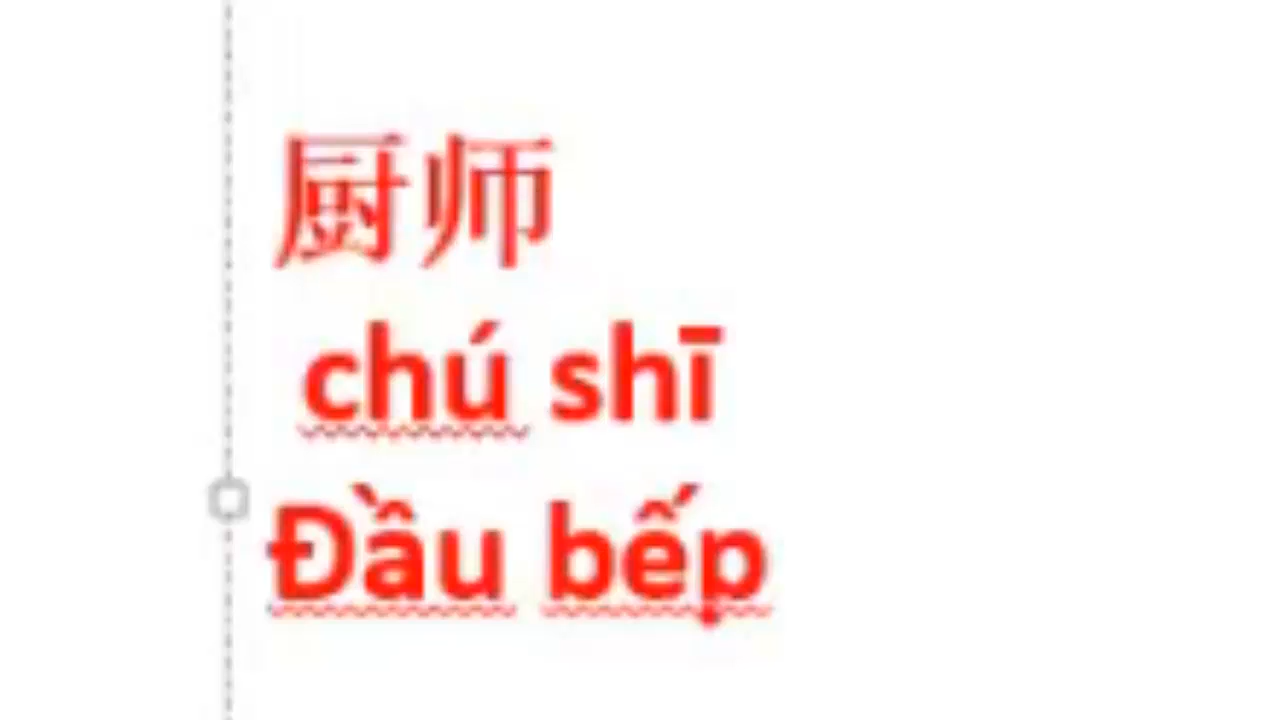 厨师
chú shī
Đầu bếp